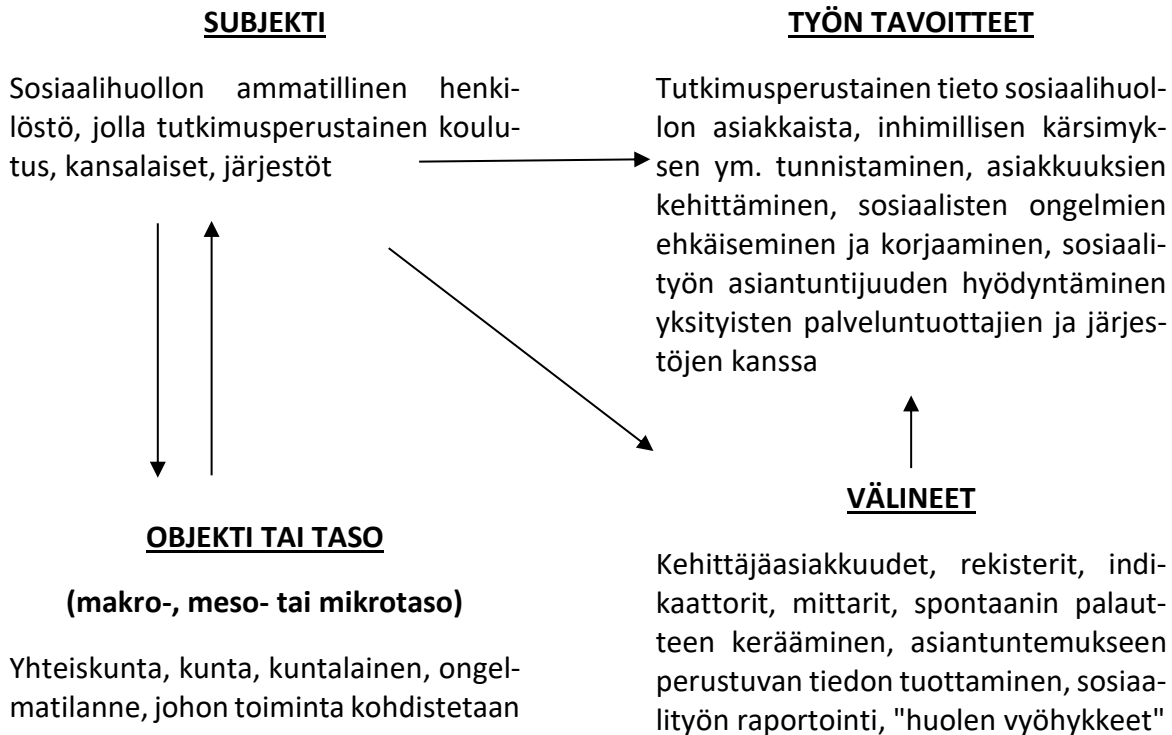 SUBJEKTI
Sosiaalihuollon ammatillinen henki-
löstö, jolla tutkimusperustainen koulu-
tus, kansalaiset, järjestöt
TYÖN TAVOITTEET
Tutkimusperustainen tieto sosiaalihuol-
lon asiakkaista, inhimillisen kärsimyk-
sen ym. tunnistaminen, asiakkuuksien
kehittäminen, sosiaalisten ongelmien
ehkäiseminen ja korjaaminen, sosiaali-
työn asiantuntijuuden hyödyntäminen
yksityisten palveluntuottajien ja järjes-
töjen kanssa
OBJEKTI TAI TASO
(makro-, meso- tai mikrotaso)
Yhteiskunta, kunta, kuntalainen, ongel-
matilanne, johon toiminta kohdistetaan
VÄLINEET
Kehittäjäasiakkuudet, rekisterit, indi-
kaattorit, mittarit, spontaanin palaut-
teen kerääminen, asiantuntemukseen
perustuvan tiedon tuottaminen, sosiaa-
lityön raportointi, "huolen vyöhykkeet"